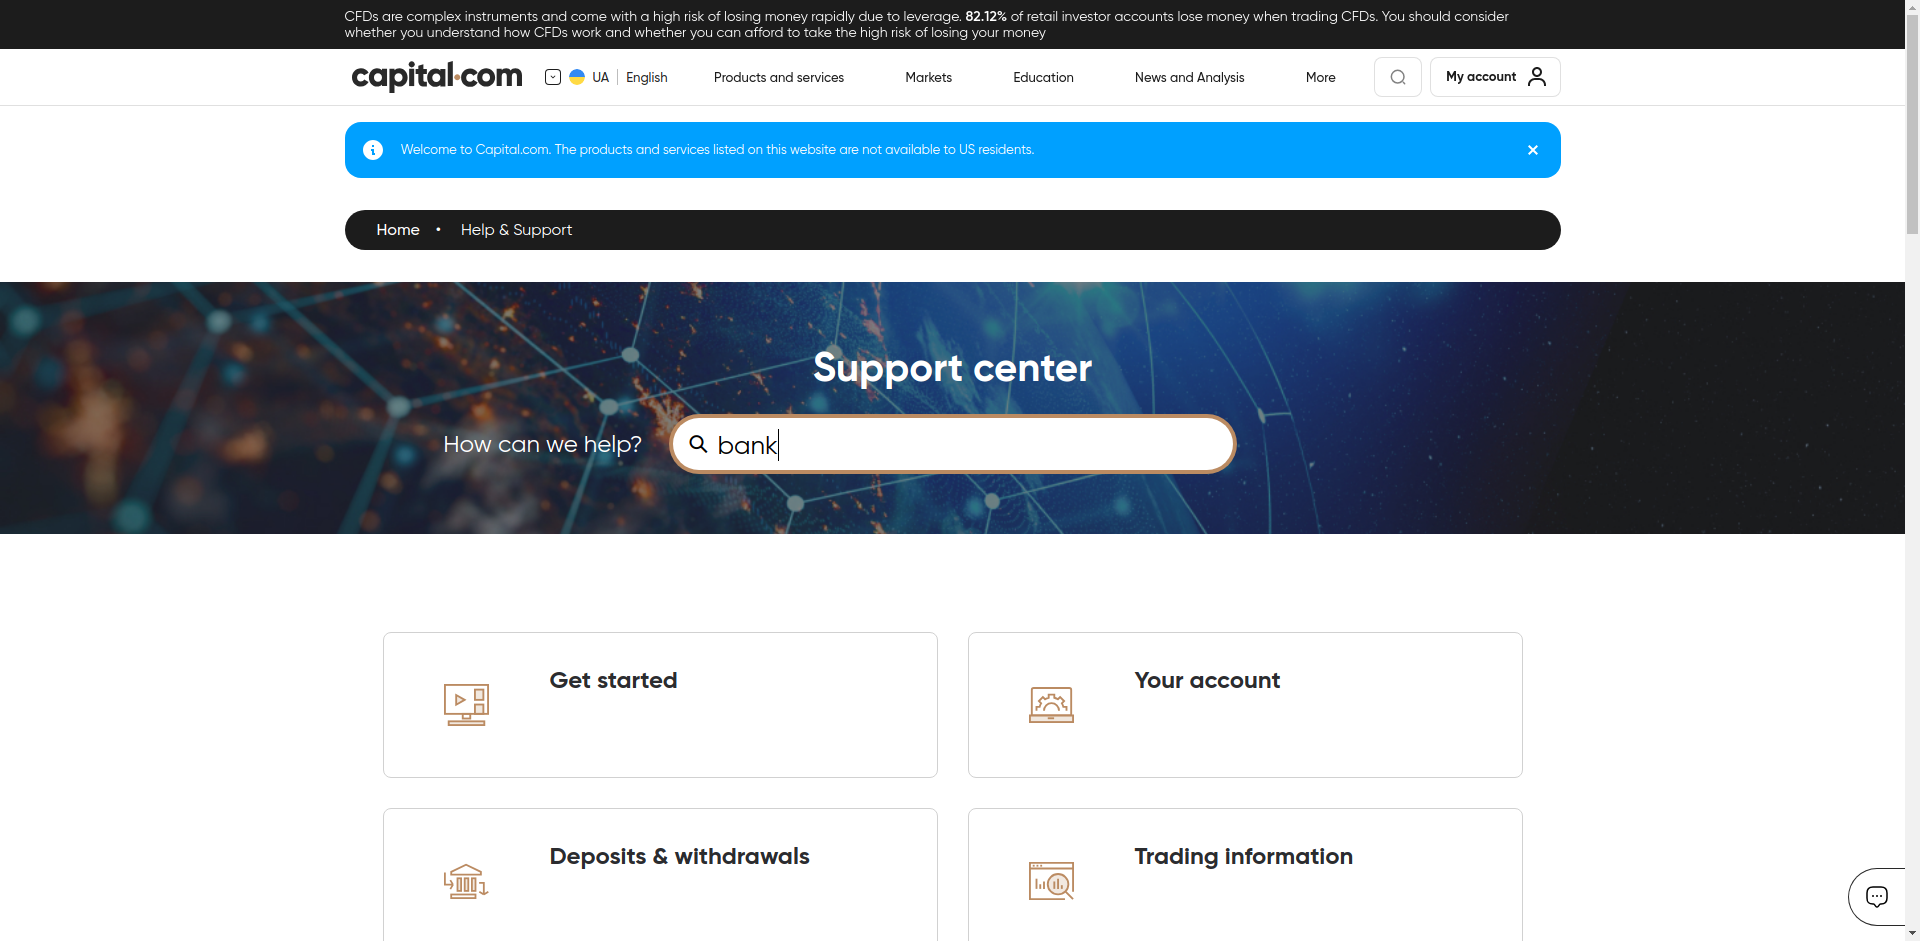 CFDs are complex instruments and come with a high risk of losing money rapidly due to leverage. 82.12% of retail investor accounts lose money when trading CFDs. You should consider
whether you understand how CFDs work and whether you can afford to take the high risk of losing your money
capital.com
UA | English
Products and services
Markets
Education
News and Analysis
More
My account
Welcome to Capital.com. The products and services listed on this website are not available to US residents.
Home • Help & Support
Support center
How can we help?
bank
Get started
Your account
Deposits & withdrawals
Trading information